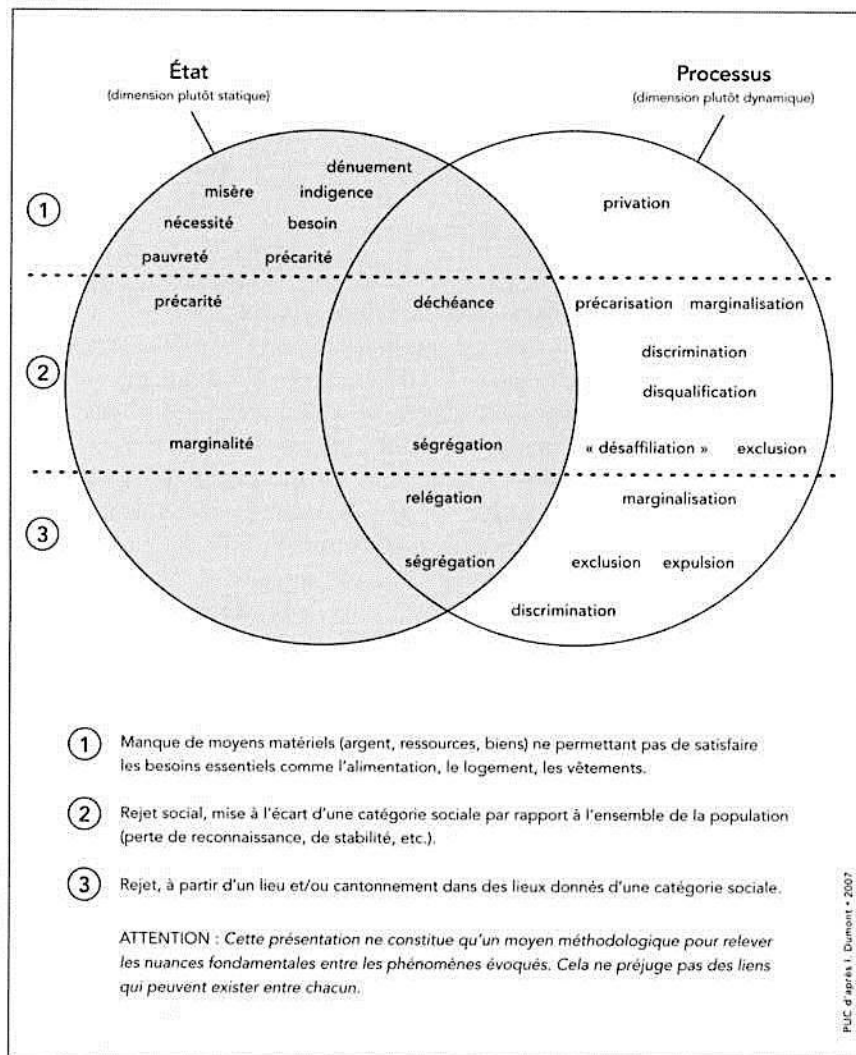 État
(dimension plutôt statique)
Processus
(dimension plutôt dynamique)
1
dénuement
misère indigence
nécessité besoin
pauvreté précarité
privation
2
précarité déchéance précarisation marginalisation
discrimination
disqualification
marginalité ségrégation « désaffiliation » exclusion
3
relégation marginalisation
ségrégation exclusion expulsion
discrimination
1 Manque de moyens matériels (argent, ressources, biens) ne permettant pas de satisfaire
les besoins essentiels comme l'alimentation, le logement, les vêtements.
2 Rejet social, mise à l'écart d'une catégorie sociale par rapport à l'ensemble de la population
(perte de reconnaissance, de stabilité, etc.).
3 Rejet, à partir d'un lieu et/ou cantonnement dans des lieux donnés d'une catégorie sociale.
ATTENTION : Cette présentation ne constitue qu'un moyen méthodologique pour relever
les nuances fondamentales entre les phénomènes évoqués. Cela ne préjuge pas des liens
qui peuvent exister entre chacun.
PUC d'après I. Dumont • 2007